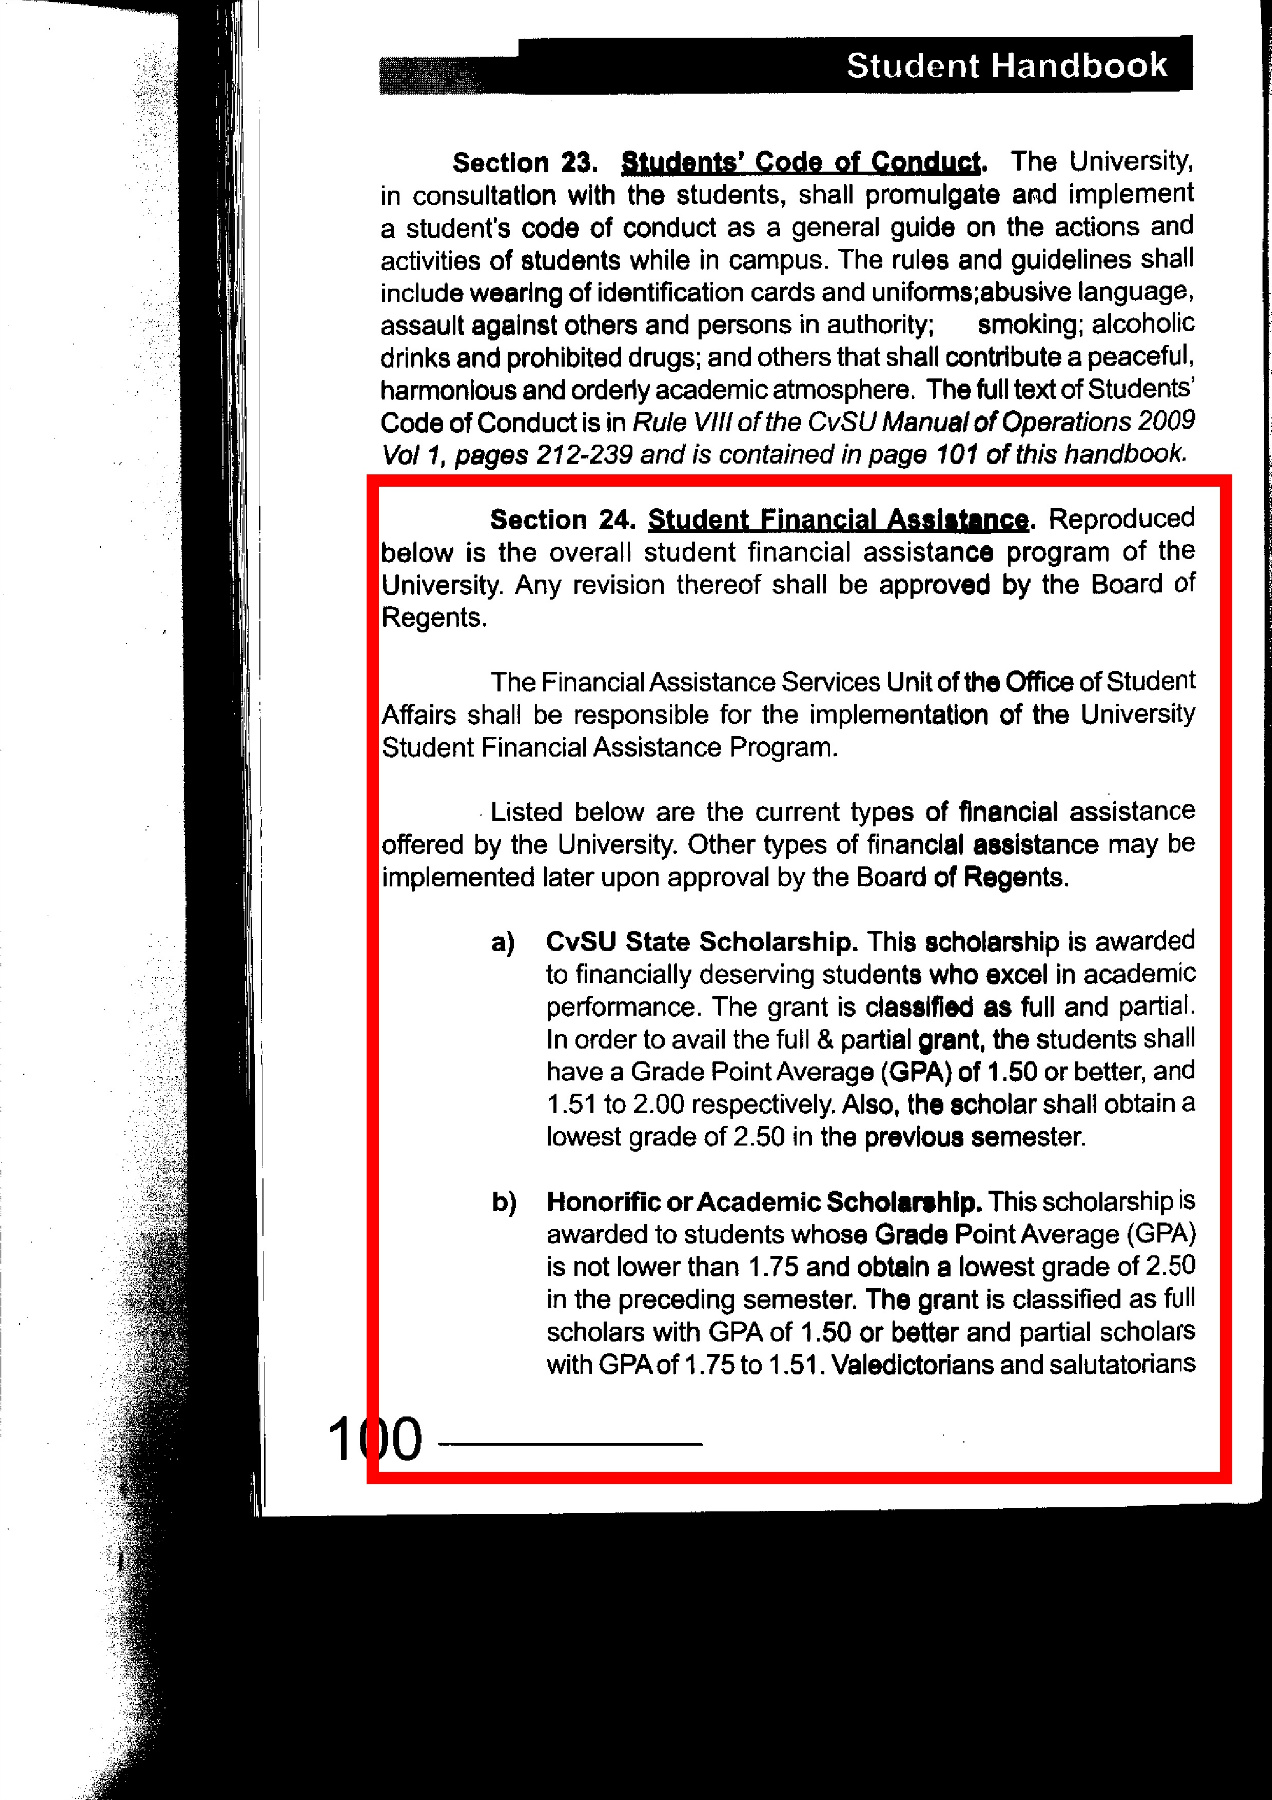 Student Handbook
Section 23. Students' Code of Conduct. The University,
in consultation with the students, shall promulgate and implement
a student's code of conduct as a general guide on the actions and
activities of students while in campus. The rules and guidelines shall
include wearing of identification cards and uniforms;abusive language,
assault against others and persons in authority; smoking; alcoholic
drinks and prohibited drugs; and others that shall contribute a peaceful,
harmonious and orderly academic atmosphere. The full text of Students'
Code of Conduct is in Rule VIII of the CvSU Manual of Operations 2009
Vol 1, pages 212-239 and is contained in page 101 of this handbook.
Section 24. Student Financial Assistance. Reproduced
below is the overall student financial assistance program of the
University. Any revision thereof shall be approved by the Board of
Regents.
The Financial Assistance Services Unit of the Office of Student
Affairs shall be responsible for the implementation of the University
Student Financial Assistance Program.
Listed below are the current types of financial assistance
offered by the University. Other types of financial assistance may be
implemented later upon approval by the Board of Regents.
a) CvSU State Scholarship. This scholarship is awarded
to financially deserving students who excel in academic
performance. The grant is classified as full and partial.
In order to avail the full & partial grant, the students shall
have a Grade Point Average (GPA) of 1.50 or better, and
1.51 to 2.00 respectively. Also, the scholar shall obtain a
lowest grade of 2.50 in the previous semester.
b) Honorific or Academic Scholarship. This scholarship is
awarded to students whose Grade Point Average (GPA)
is not lower than 1.75 and obtain a lowest grade of 2.50
in the preceding semester. The grant is classified as full
scholars with GPA of 1.50 or better and partial scholars
with GPA of 1.75 to 1.51. Valedictorians and salutatorians
100